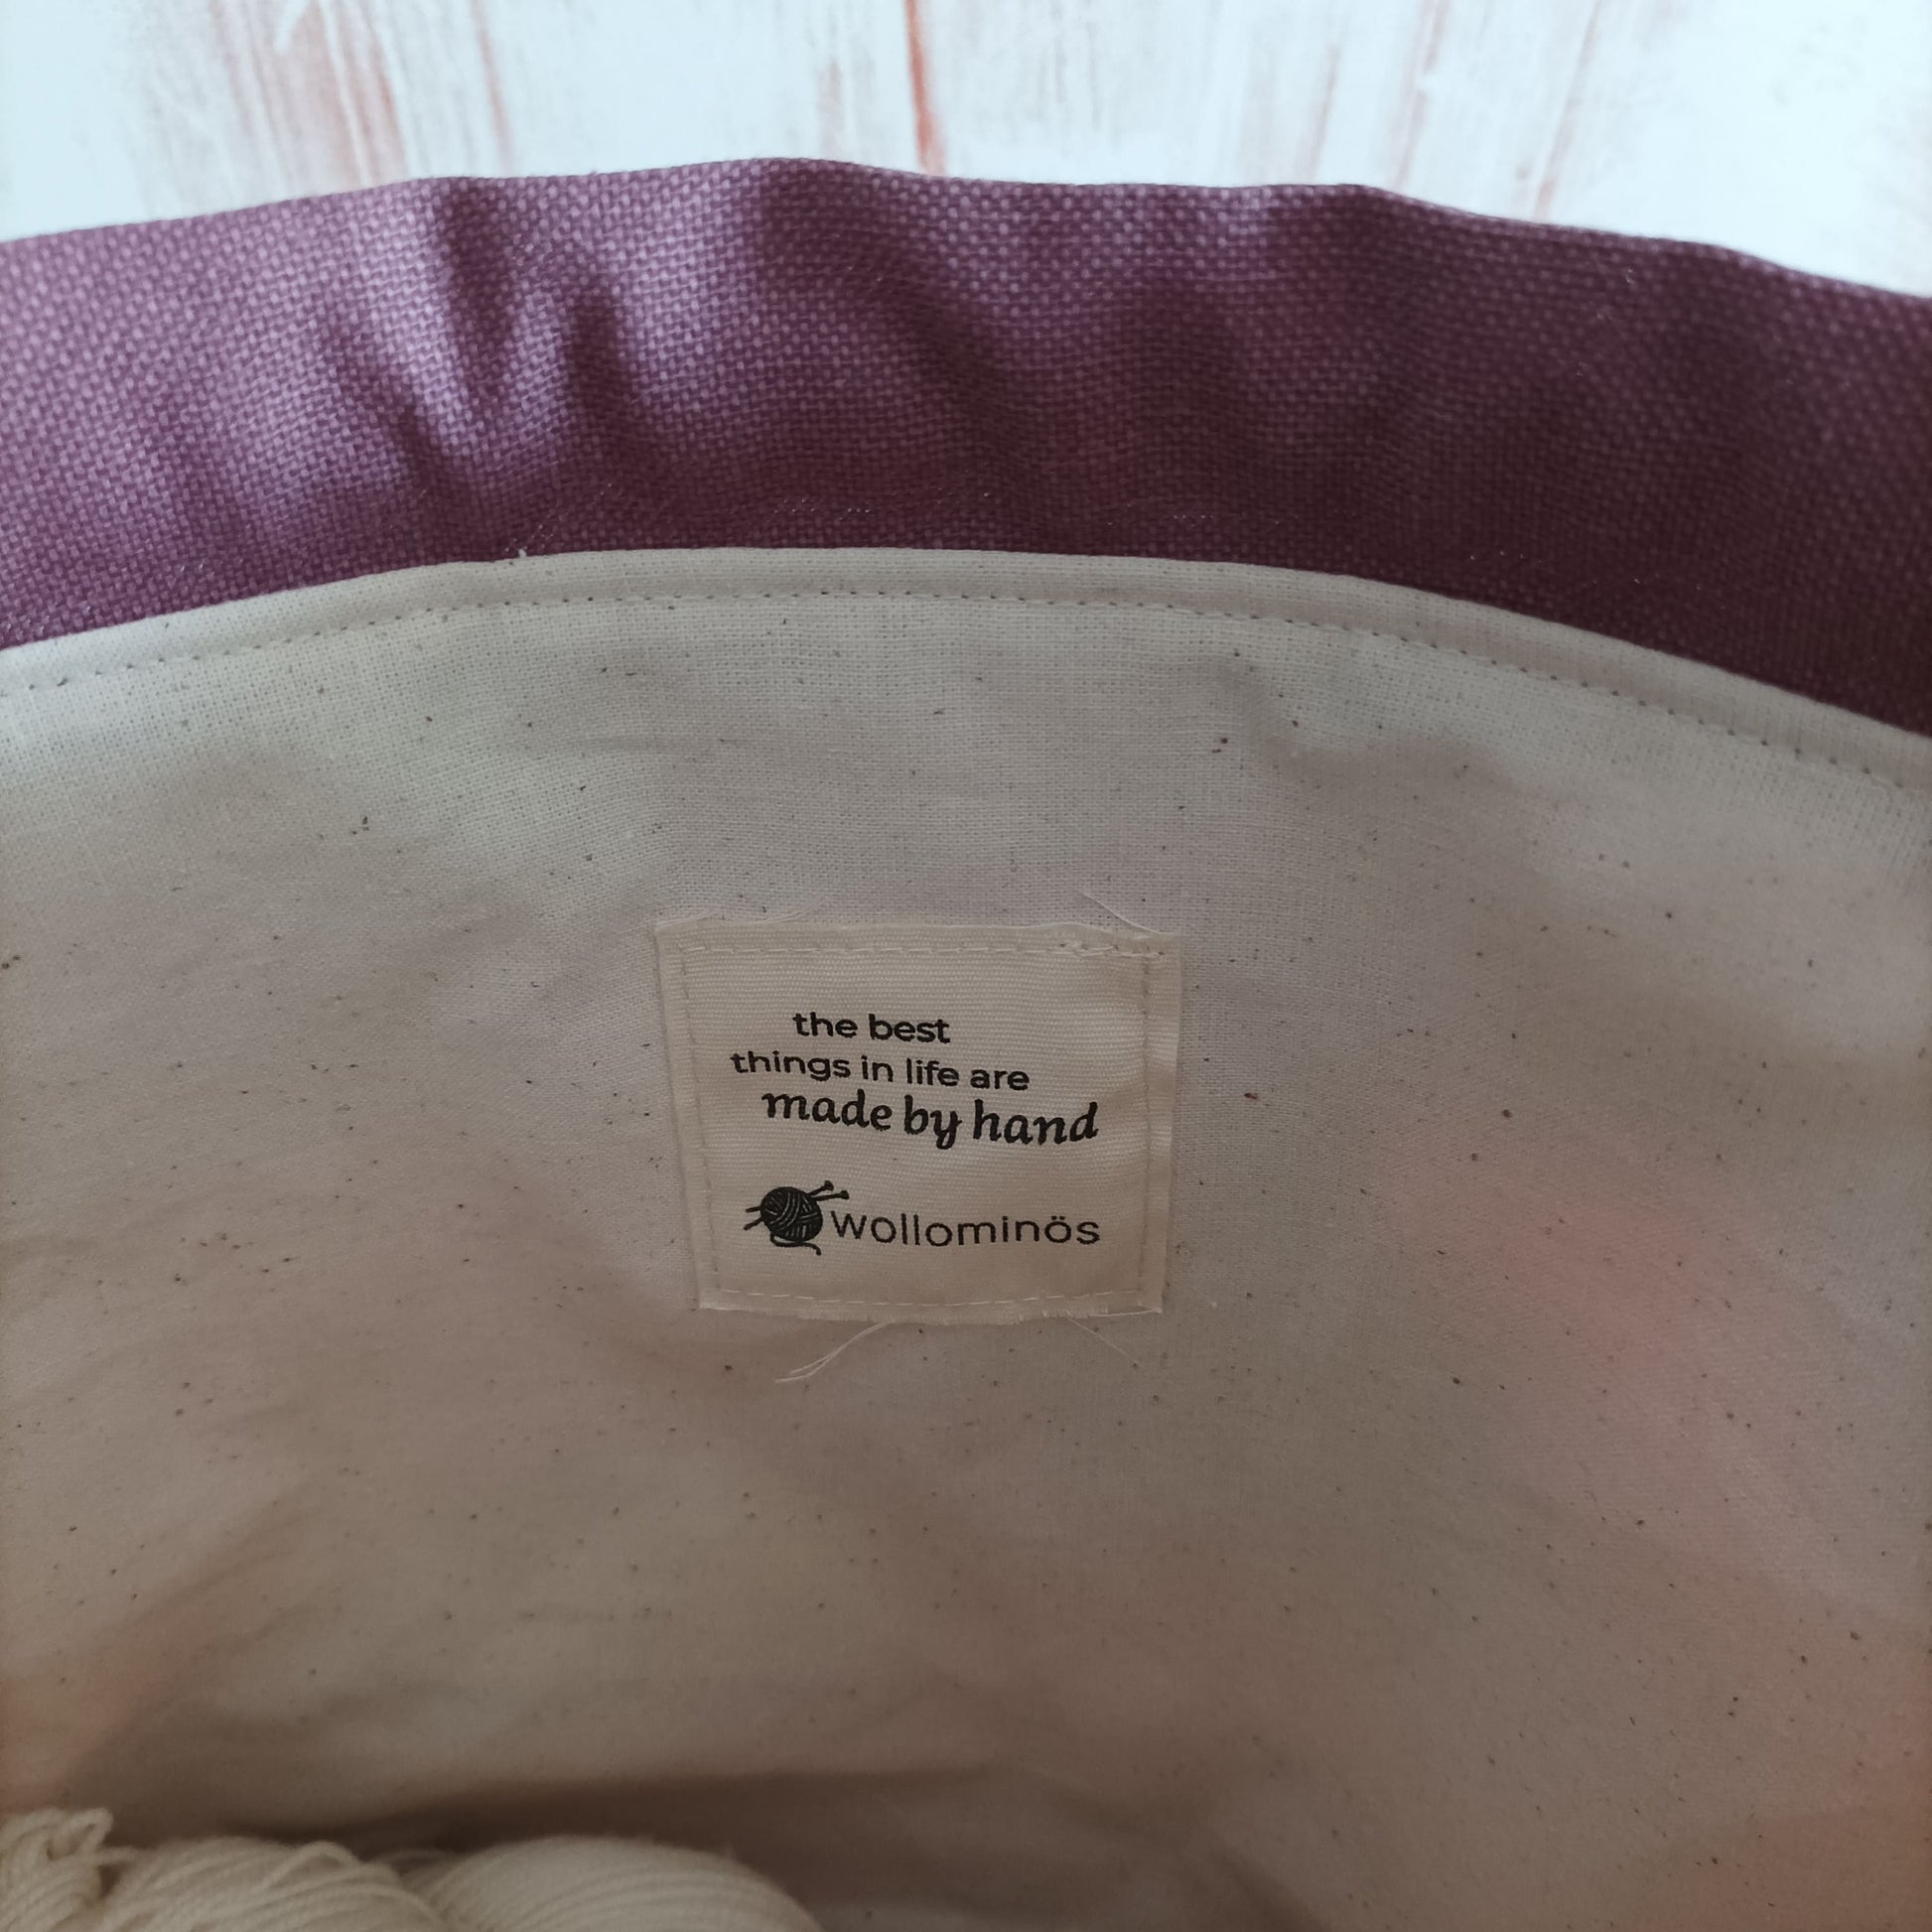 the best
things in life are
made by hand
wollominös